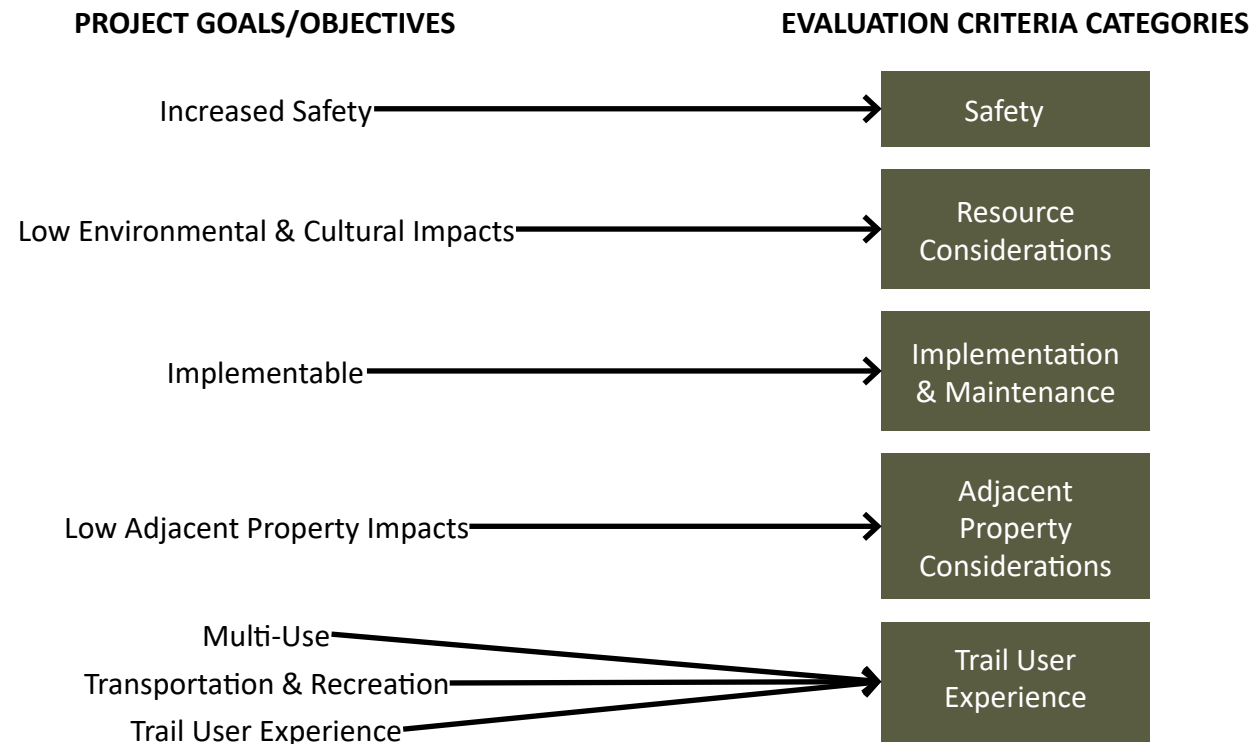 PROJECT GOALS/OBJECTIVES
EVALUATION CRITERIA CATEGORIES
Increased Safety
Safety
Low Environmental & Cultural Impacts
Resource
Considerations
Implementable
Implementation
& Maintenance
Low Adjacent Property Impacts
Adjacent
Property
Considerations
Multi-Use
Transportation & Recreation
Trail User Experience
Trail User
Experience